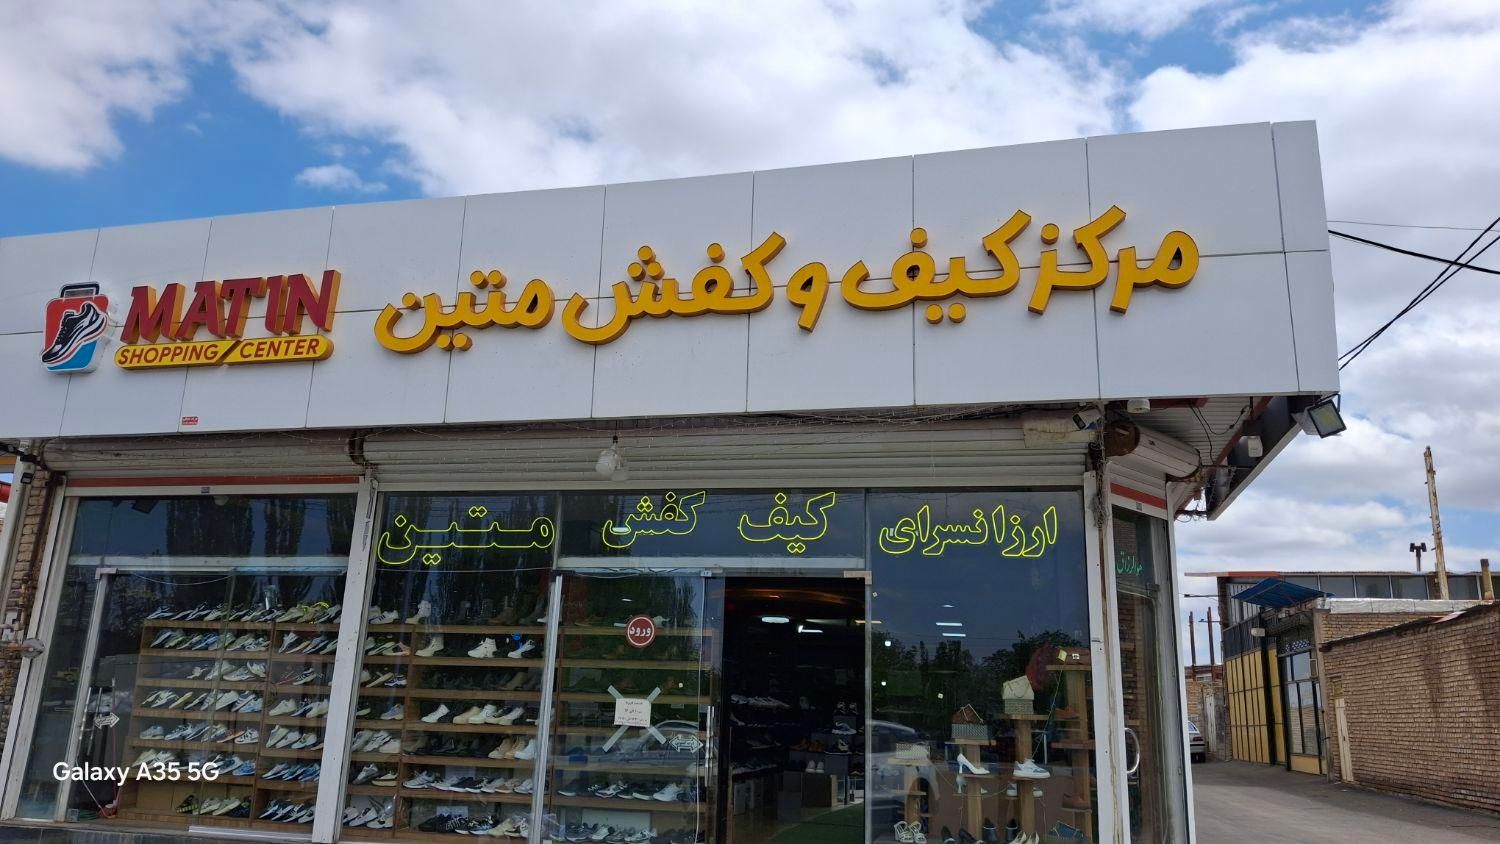 مرکز کیف و کفش متین
MATIN
SHOPPING CENTER
ارزانسرای کیف کفش متین
ورود
Galaxy A35 5G